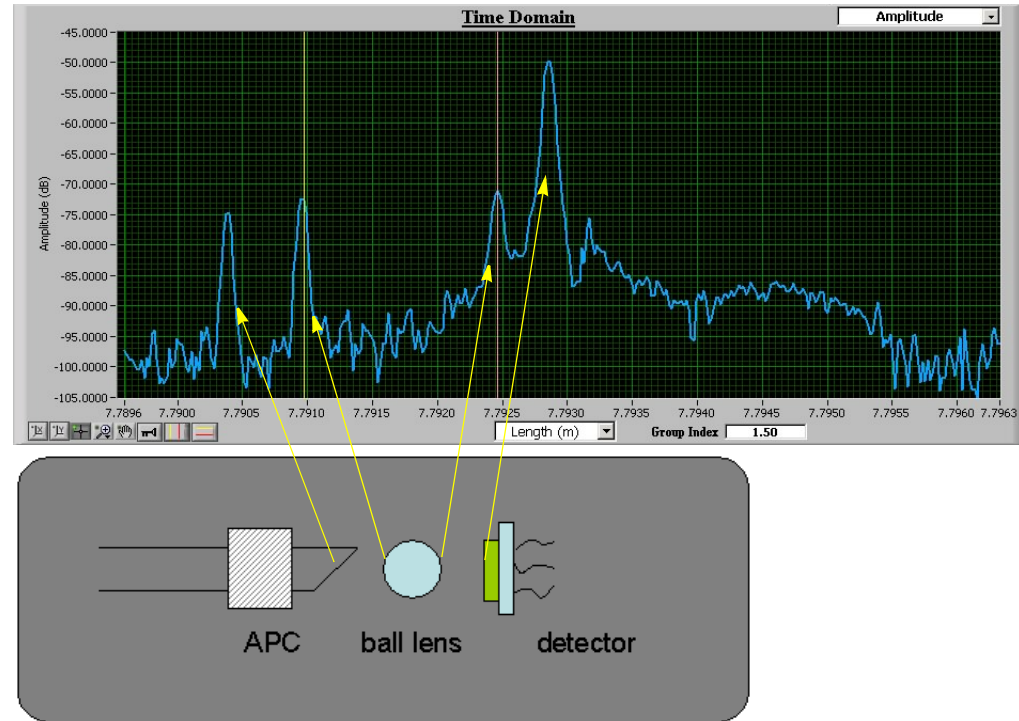 Time Domain
Amplitude
-45.0000
-50.0000
-55.0000
-60.0000
-65.0000
-70.0000
-75.0000
-80.0000
-85.0000
-90.0000
-95.0000
-100.0000
-105.0000
Amplitude (dB)
7.7896 7.7900 7.7905 7.7910 7.7915 7.7920 7.7925 7.7930 7.7935 7.7940 7.7945 7.7950 7.7955 7.7960 7.7963
Length (m)
Group Index 1.50
APC
ball lens
detector